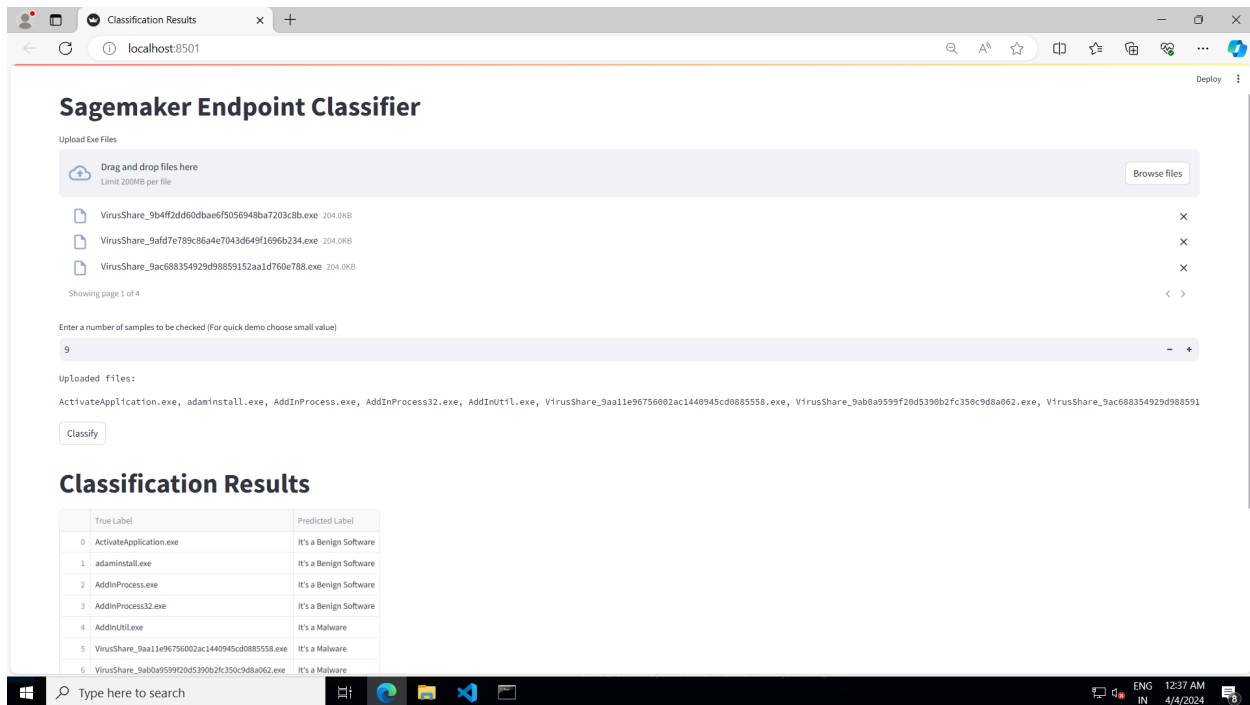 Classification Results
localhost:8501
Deploy
Sagemaker Endpoint Classifier
Upload Exe Files
Drag and drop files here
Limit 200MB per file
Browse files
VirusShare_9b4ff2dd60dbae6f5056948ba7203c8b.exe 204.0KB
VirusShare_9afd7e789c86a4e7043d649f1696b234.exe 204.0KB
VirusShare_9ac688354929d98859152aa1d760e788.exe 204.0KB
Showing page 1 of 4
Enter a number of samples to be checked (For quick demo choose small value)
9
Uploaded files:
ActivateApplication.exe, adaminstall.exe, AddInProcess.exe, AddInProcess32.exe, AddInUtil.exe, VirusShare_9aa11e96756002ac1440945cd0885558.exe, VirusShare_9ab0a9599f20d5390b2fc350c9d8a062.exe, VirusShare_9ac688354929d988591
Classify
Classification Results
True Label Predicted Label
0 ActivateApplication.exe It's a Benign Software
1 adaminstall.exe It's a Benign Software
2 AddInProcess.exe It's a Benign Software
3 AddInProcess32.exe It's a Benign Software
4 AddInUtil.exe It's a Malware
5 VirusShare_9aa11e96756002ac1440945cd0885558.exe It's a Malware
6 VirusShare_9ab0a9599f20d5390b2fc350c9d8a062.exe It's a Malware
Type here to search
ENG 12:37 AM
IN 4/4/2024
8